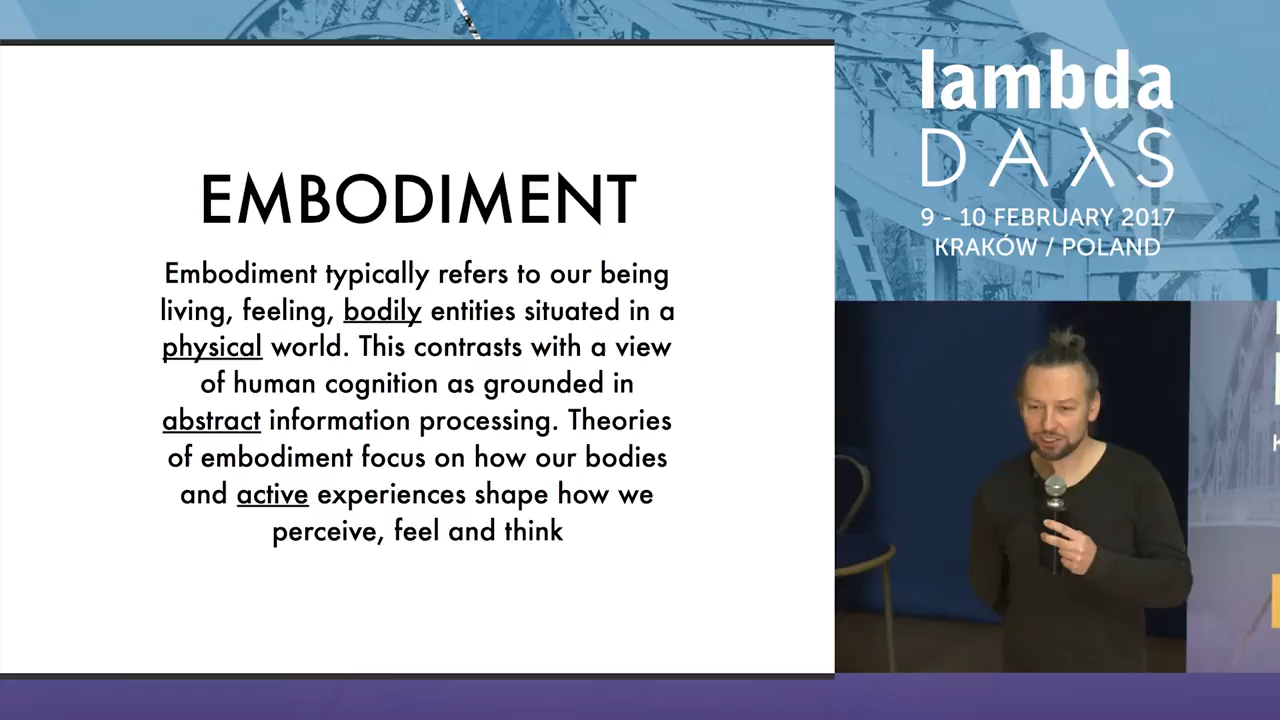 EMBODIMENT
Embodiment typically refers to our being
living, feeling, bodily entities situated in a
physical world. This contrasts with a view
of human cognition as grounded in
abstract information processing. Theories
of embodiment focus on how our bodies
and active experiences shape how we
perceive, feel and think
lambda
DAλS
9 - 10 FEBRUARY 2017
KRAKÓW / POLAND